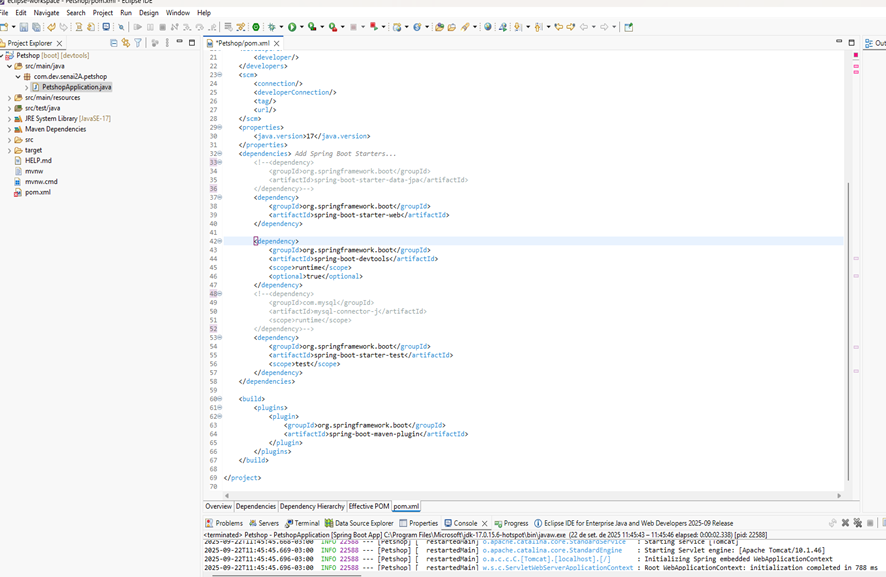 eclipse-workspace - Petshop/pom.xml - Eclipse IDE
File Edit Navigate Search Project Run Design Window Help
Project Explorer
*Petshop/pom.xml
Out
Petshop [boot] [devtools]
src/main/java
com.dev.senai2A.petshop
PetshopApplication.java
src/main/resources
src/test/java
JRE System Library [JavaSE-17]
Maven Dependencies
src
target
HELP.md
mvnw
mvnw.cmd
pom.xml
21 <developer/>
22 </developers>
23 <scm>
24 <connection/>
25 <developerConnection/>
26 <tag/>
27 <url/>
28 </scm>
29 <properties>
30 <java.version>17</java.version>
31 </properties>
32 <dependencies> Add Spring Boot Starters...
33 <!--<dependency>
34 <groupId>org.springframework.boot</groupId>
35 <artifactId>spring-boot-starter-data-jpa</artifactId>
36 </dependency>-->
37 <dependency>
38 <groupId>org.springframework.boot</groupId>
39 <artifactId>spring-boot-starter-web</artifactId>
40 </dependency>
41
42 <dependency>
43 <groupId>org.springframework.boot</groupId>
44 <artifactId>spring-boot-devtools</artifactId>
45 <scope>runtime</scope>
46 <optional>true</optional>
47 </dependency>
48 <!--<dependency>
49 <groupId>com.mysql</groupId>
50 <artifactId>mysql-connector-j</artifactId>
51 <scope>runtime</scope>
52 </dependency>-->
53 <dependency>
54 <groupId>org.springframework.boot</groupId>
55 <artifactId>spring-boot-starter-test</artifactId>
56 <scope>test</scope>
57 </dependency>
58 </dependencies>
59
60 <build>
61 <plugins>
62 <plugin>
63 <groupId>org.springframework.boot</groupId>
64 <artifactId>spring-boot-maven-plugin</artifactId>
65 </plugin>
66 </plugins>
67 </build>
68
69 </project>
70
Overview Dependencies Dependency Hierarchy Effective POM pom.xml
Problems Servers Terminal Data Source Explorer Properties Console Progress Eclipse IDE for Enterprise Java and Web Developers 2025-09 Release
<terminated> Petshop - PetshopApplication [Spring Boot App] C:\Program Files\Microsoft\jdk-17.0.15.6-hotspot\bin\javaw.exe (22 de set. de 2025 11:45:43 – 11:45:46 elapsed: 0:00:02.338) [pid: 22588]
2025-09-22T11:45:45.668-03:00 INFO 22588 --- [Petshop] [ restartedMain] o.apache.catalina.core.StandardService : Starting service [Tomcat]
2025-09-22T11:45:45.696-03:00 INFO 22588 --- [Petshop] [ restartedMain] o.apache.catalina.core.StandardEngine : Starting Servlet engine: [Apache Tomcat/10.1.46]
2025-09-22T11:45:45.693-03:00 INFO 22588 --- [Petshop] [ restartedMain] o.a.c.c.C.[Tomcat].[localhost].[/] : Initializing Spring embedded WebApplicationContext
2025-09-22T11:45:45.696-03:00 INFO 22588 --- [Petshop] [ restartedMain] w.s.c.ServletWebServerApplicationContext : Root WebApplicationContext: initialization completed in 788 ms